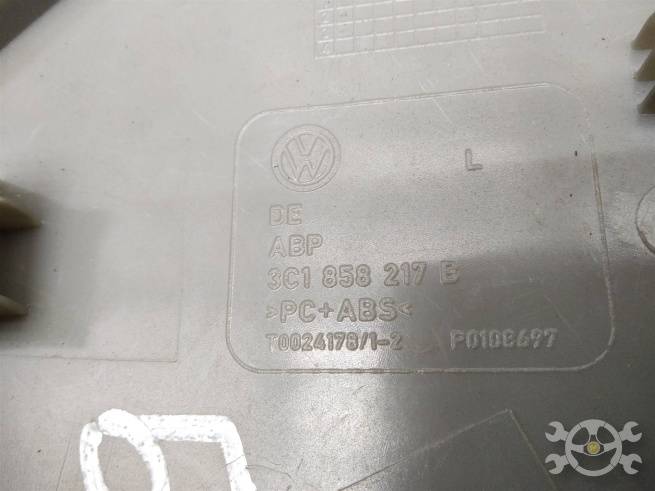 L
DE
ABP
3C1 858 217 B
>PC+ABS<
T0024178/1-2 P0108697